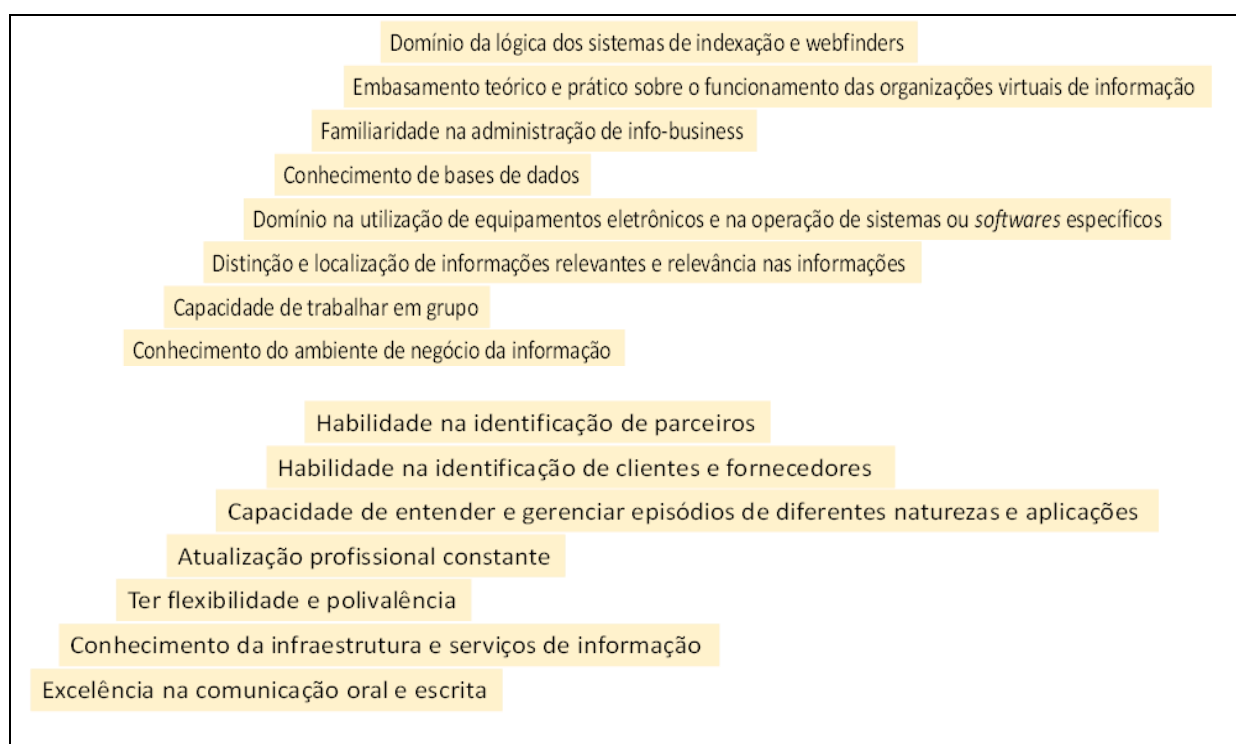 Domínio da lógica dos sistemas de indexação e webfinders
Embasamento teórico e prático sobre o funcionamento das organizações virtuais de informação
Familiaridade na administração de info-business
Conhecimento de bases de dados
Domínio na utilização de equipamentos eletrônicos e na operação de sistemas ou softwares específicos
Distinção e localização de informações relevantes e relevância nas informações
Capacidade de trabalhar em grupo
Conhecimento do ambiente de negócio da informação
Habilidade na identificação de parceiros
Habilidade na identificação de clientes e fornecedores
Capacidade de entender e gerenciar episódios de diferentes naturezas e aplicações
Atualização profissional constante
Ter flexibilidade e polivalência
Conhecimento da infraestrutura e serviços de informação
Excelência na comunicação oral e escrita